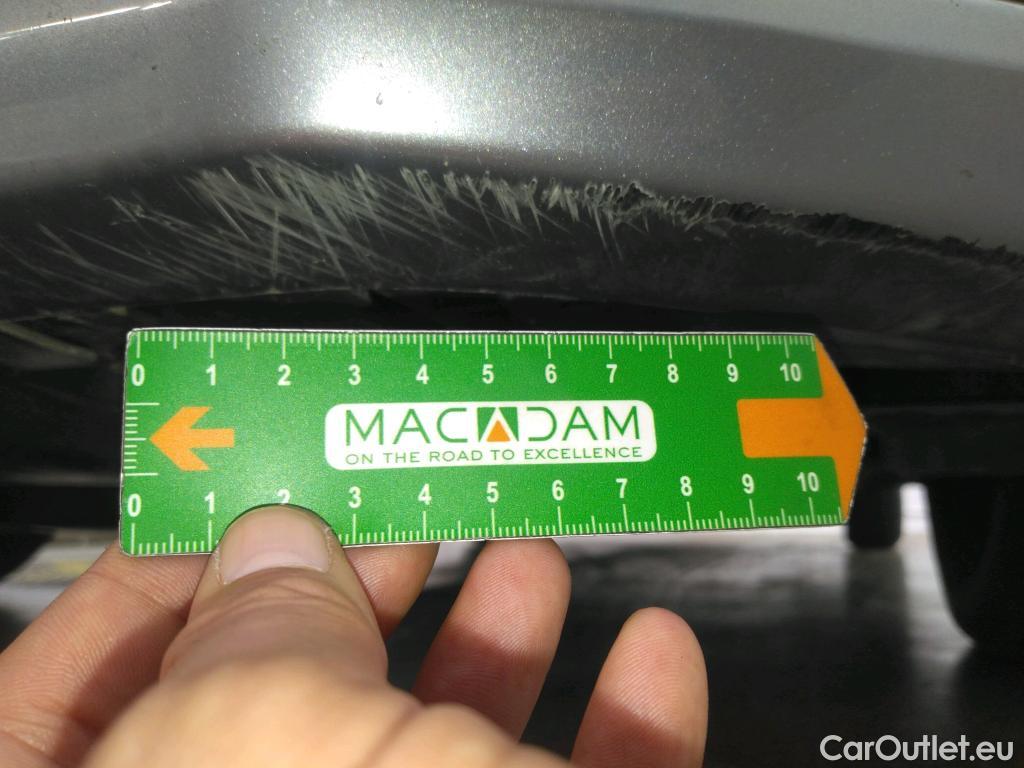 0 1 2 3 4 5 6 7 8 9 10
MACADAM
ON THE ROAD TO EXCELLENCE
0 1 2 3 4 5 6 7 8 9 10
CarOutlet.eu